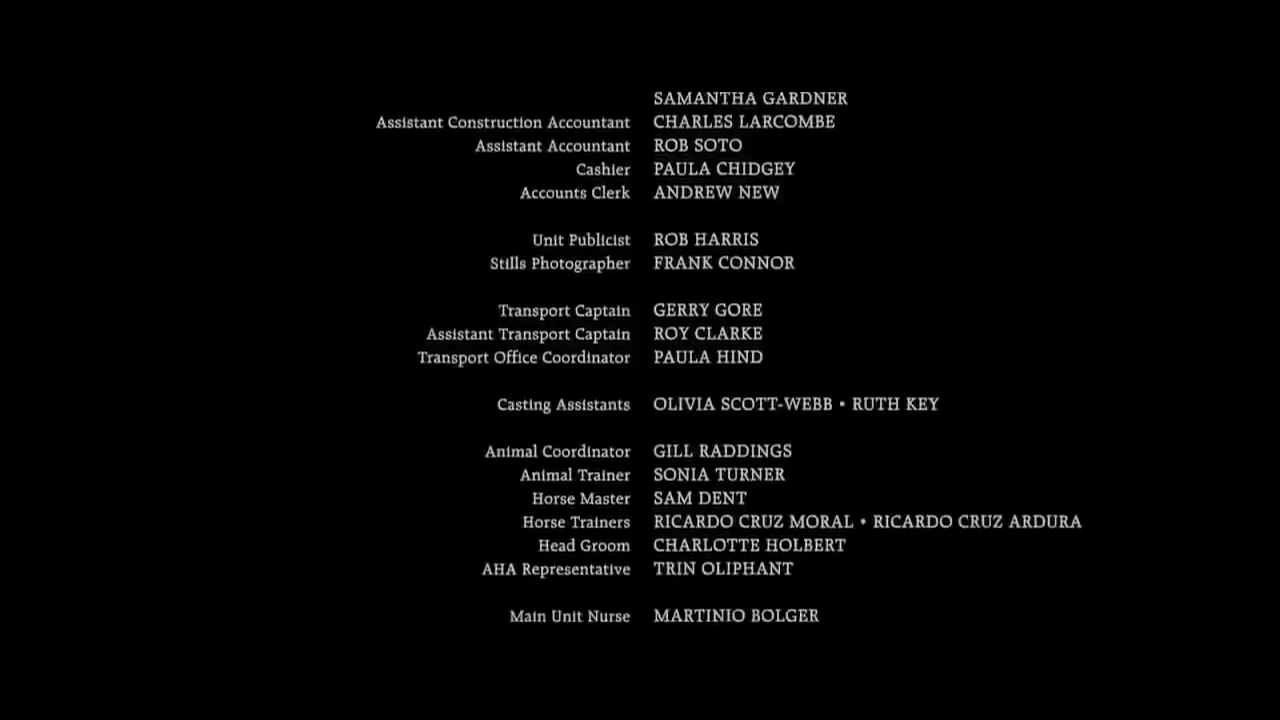 SAMANTHA GARDNER
Assistant Construction Accountant CHARLES LARCOMBE
Assistant Accountant ROB SOTO
Cashier PAULA CHIDGEY
Accounts Clerk ANDREW NEW
Unit Publicist ROB HARRIS
Stills Photographer FRANK CONNOR
Transport Captain GERRY GORE
Assistant Transport Captain ROY CLARKE
Transport Office Coordinator PAULA HIND
Casting Assistants OLIVIA SCOTT-WEBB • RUTH KEY
Animal Coordinator GILL RADDINGS
Animal Trainer SONIA TURNER
Horse Master SAM DENT
Horse Trainers RICARDO CRUZ MORAL • RICARDO CRUZ ARDURA
Head Groom CHARLOTTE HOLBERT
AHA Representative TRIN OLIPHANT
Main Unit Nurse MARTINIO BOLGER